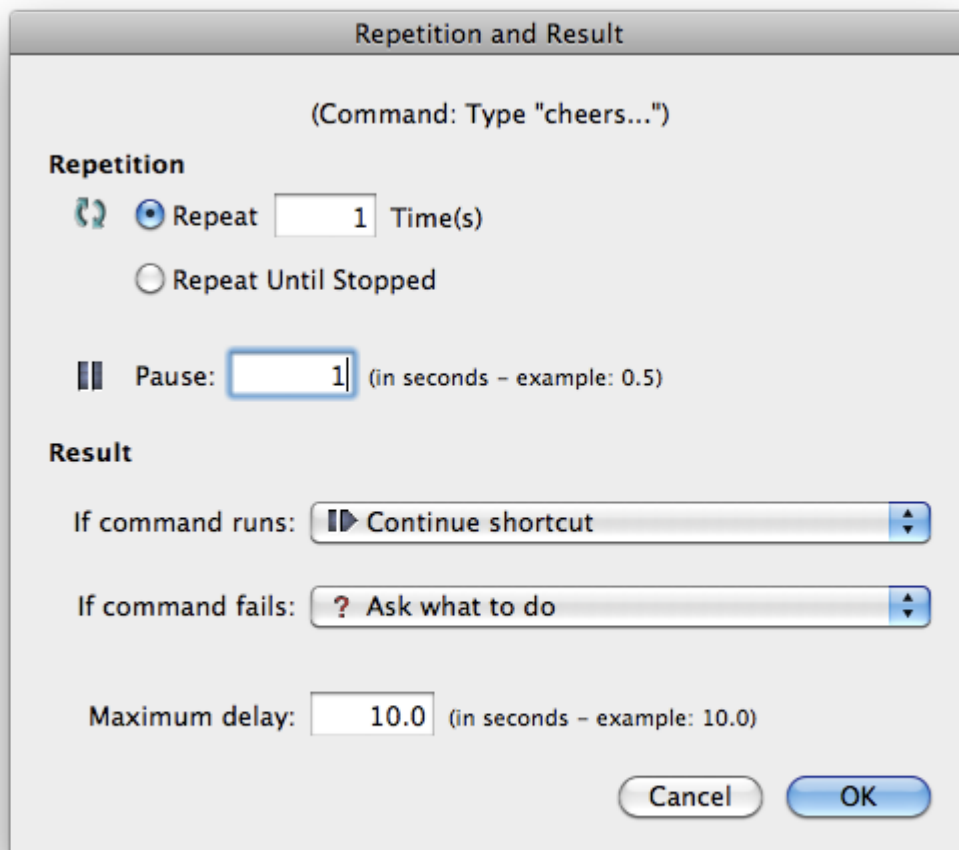 Repetition and Result
(Command: Type "cheers...")
Repetition
Repeat 1 Time(s)
Repeat Until Stopped
Pause: 1 (in seconds – example: 0.5)
Result
If command runs: Continue shortcut
If command fails: ? Ask what to do
Maximum delay: 10.0 (in seconds – example: 10.0)
Cancel OK